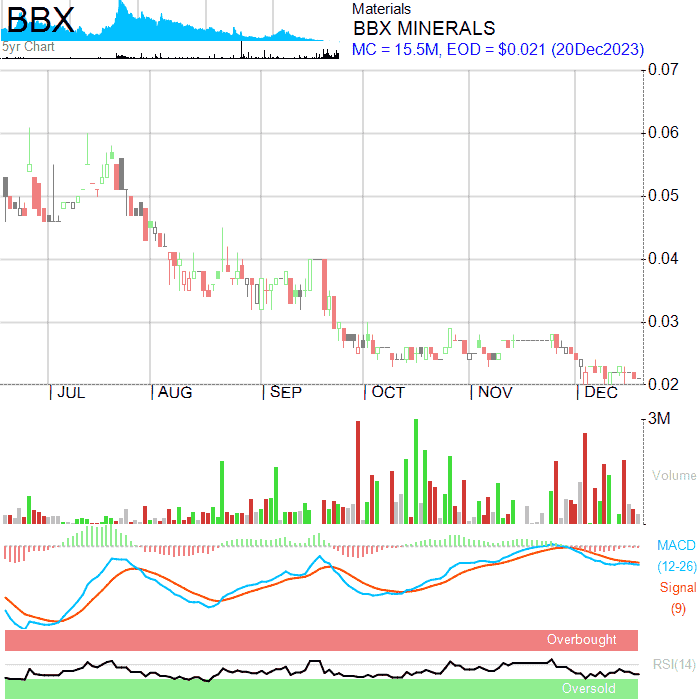 BBX
5yr Chart
Materials
BBX MINERALS
MC = 15.5M, EOD = $0.021 (20Dec2023)
0.07
0.06
0.05
0.04
0.03
0.02
JUL AUG SEP OCT NOV DEC
3M
Volume
MACD
(12-26)
Signal
(9)
Overbought
RSI(14)
Oversold